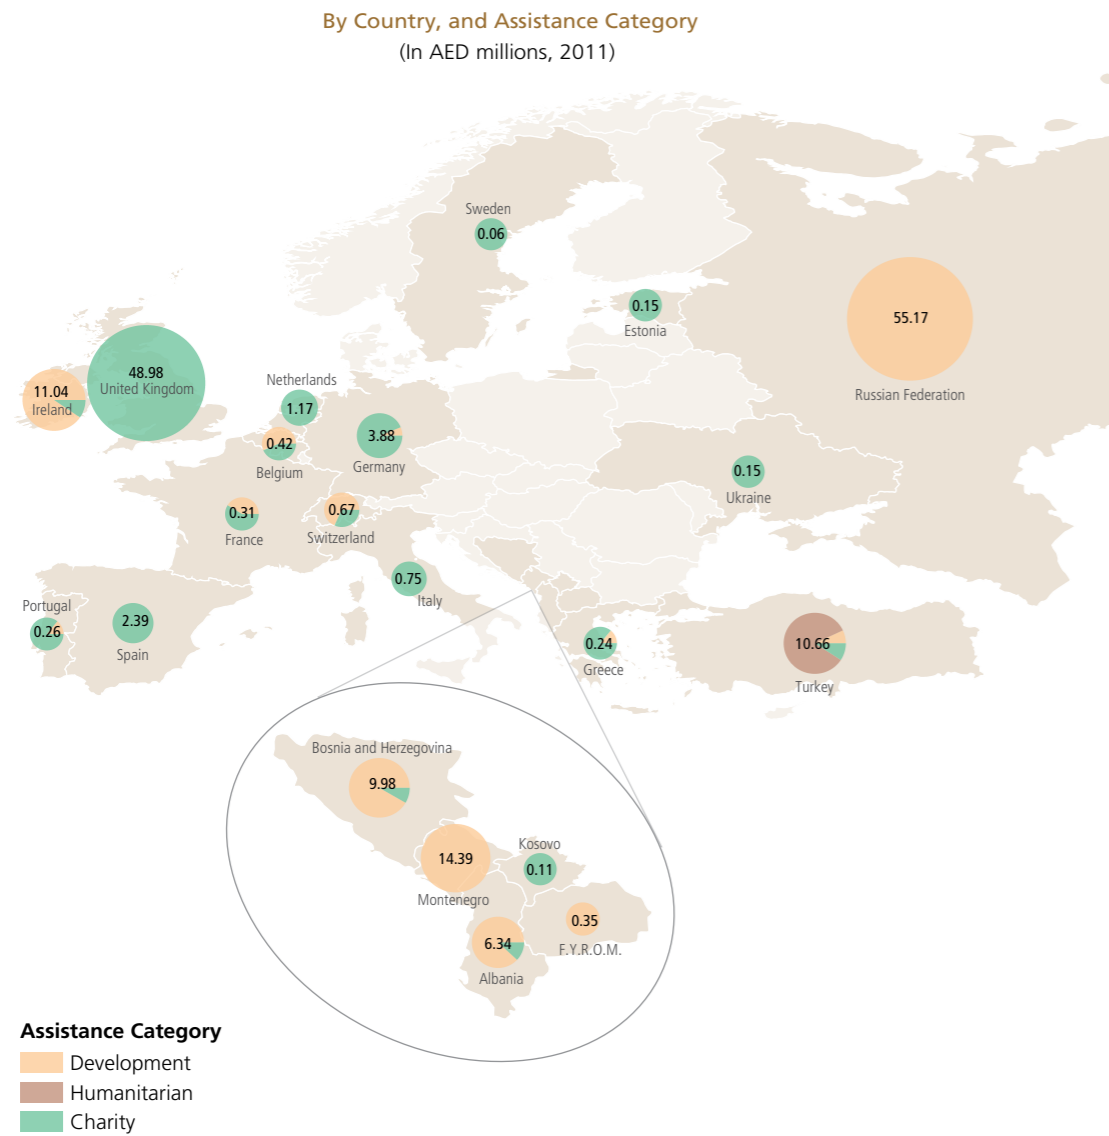 By Country, and Assistance Category
(In AED millions, 2011)
Sweden
0.06
0.15
Estonia
55.17
Russian Federation
48.98
United Kingdom
11.04
Ireland
Netherlands
1.17
0.42
Belgium
3.88
Germany
0.15
Ukraine
0.31
France
0.67
Switzerland
0.75
Italy
Portugal
0.26
2.39
Spain
0.24
Greece
10.66
Turkey
Bosnia and Herzegovina
9.98
14.39
Montenegro
Kosovo
0.11
0.35
F.Y.R.O.M.
6.34
Albania
Assistance Category
Development
Humanitarian
Charity